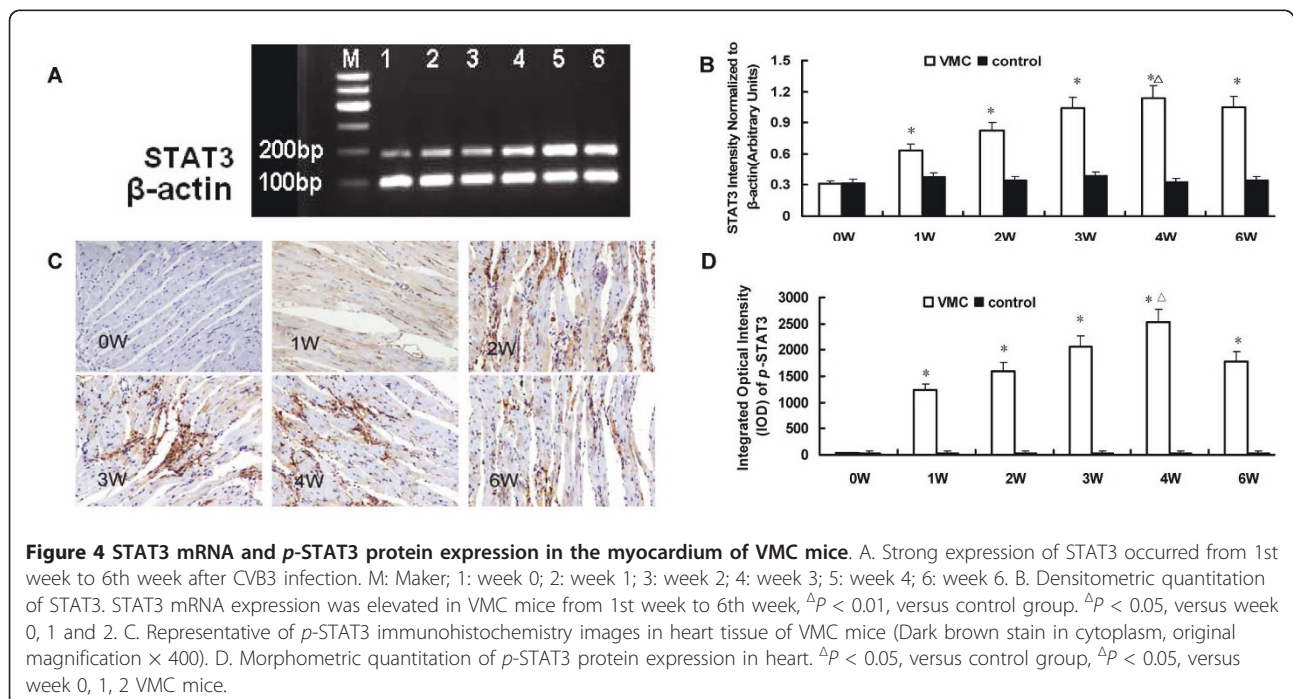 A
M 1 2 3 4 5 6
STAT3 200bp
β-actin 100bp
B
VMC control
STAT3 Intensity Normalized to
β-actin(Arbitrary Units)
1.5
1.2
0.9
0.6
0.3
0
* * * *△ *
0W 1W 2W 3W 4W 6W
C
0W 1W 2W
3W 4W 6W
D
VMC control
Integrated Optical Intensity
(IOD) of p-STAT3
3000
2500
2000
1500
1000
500
0
* * * * △ *
0W 1W 2W 3W 4W 6W
Figure 4 STAT3 mRNA and p-STAT3 protein expression in the myocardium of VMC mice. A. Strong expression of STAT3 occurred from 1st
week to 6th week after CVB3 infection. M: Maker; 1: week 0; 2: week 1; 3: week 2; 4: week 3; 5: week 4; 6: week 6. B. Densitometric quantitation
of STAT3. STAT3 mRNA expression was elevated in VMC mice from 1st week to 6th week, ΔP < 0.01, versus control group. ΔP < 0.05, versus week
0, 1 and 2. C. Representative of p-STAT3 immunohistochemistry images in heart tissue of VMC mice (Dark brown stain in cytoplasm, original
magnification × 400). D. Morphometric quantitation of p-STAT3 protein expression in heart. ΔP < 0.05, versus control group, ΔP < 0.05, versus
week 0, 1, 2 VMC mice.